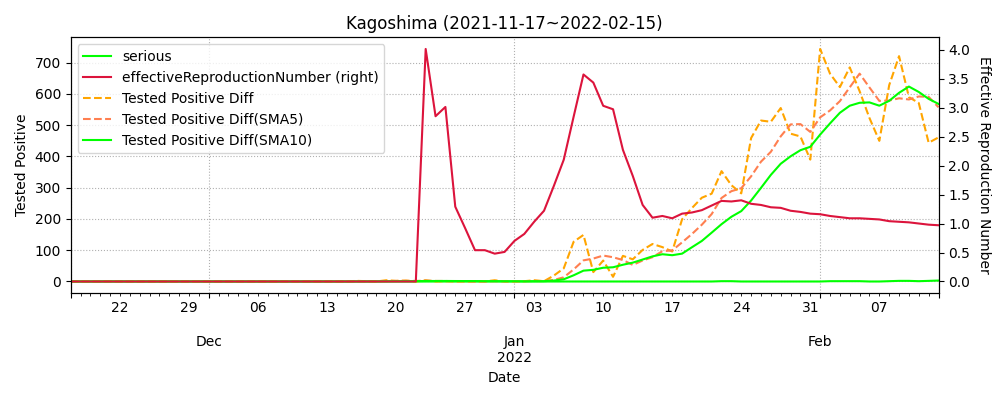 Kagoshima (2021-11-17~2022-02-15)
serious
effectiveReproductionNumber (right)
Tested Positive Diff
Tested Positive Diff(SMA5)
Tested Positive Diff(SMA10)
Tested Positive
700
600
500
400
300
200
100
0
4.0
3.5
3.0
2.5
2.0
1.5
1.0
0.5
0.0
Effective Reproduction Number
22 29 06 13 20 27 03 10 17 24 31 07
Dec Jan Feb
2022
Date